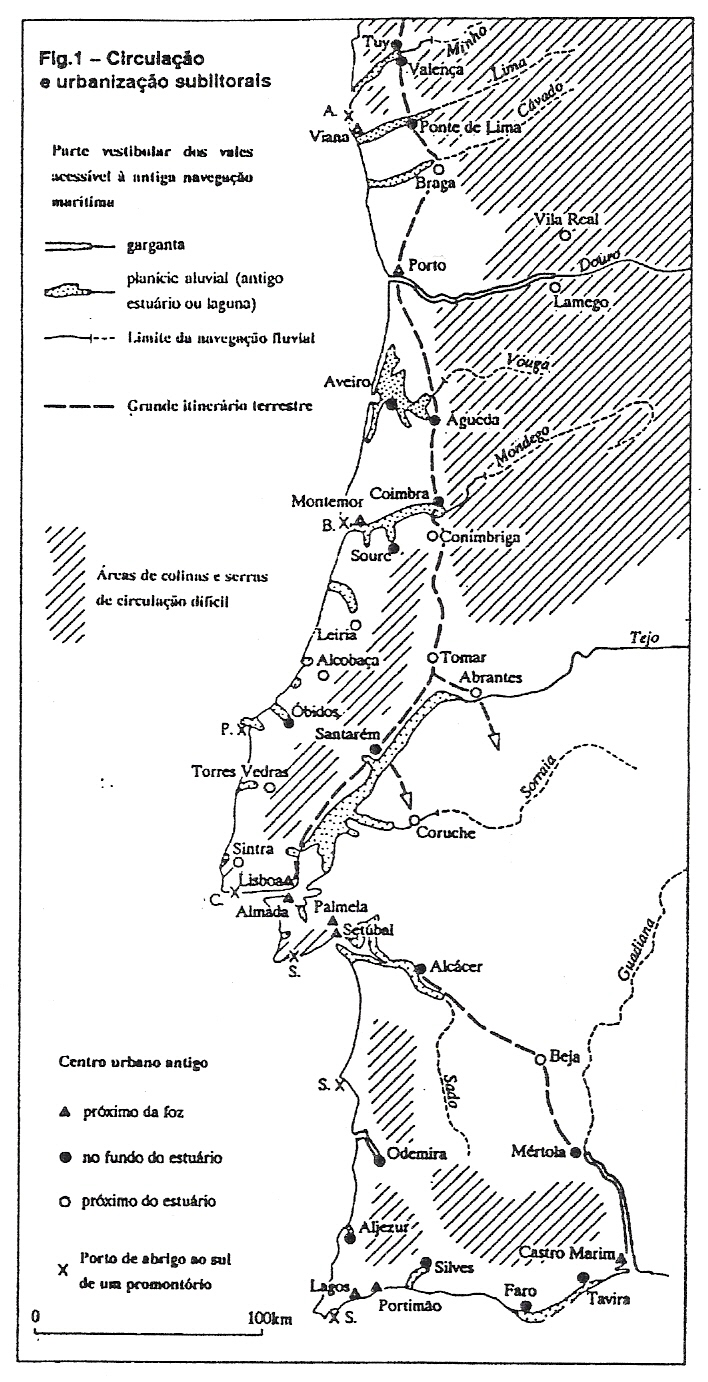 Fig.1 – Circulação
e urbanização sublitorais
Parte vestibular dos vales
acessível à antiga navegação
marítima
garganta
planície aluvial (antigo
estuário ou laguna)
Limite da navegação fluvial
Grande itinerário terrestre
Áreas de colinas e serras
de circulação difícil
Tuy
Minho
Valença
Lima
Cávado
A.
Viana
Ponte de Lima
Braga
Vila Real
Porto
Douro
Lamego
Vouga
Aveiro
Águeda
Mondego
Montemor
Coimbra
B.
Conímbriga
Soure
Leiria
Tejo
Alcobaça
Tomar
Abrantes
Óbidos
P.
Santarém
Torres Vedras
Sorraia
Coruche
Sintra
Lisboa
C.
Almada
Palmela
Setúbal
S.
Alcácer
Guadiana
Beja
Sado
S.
Odemira
Mértola
Aljezur
Castro Marim
Silves
Lagos
Portimão
Faro
Tavira
S.
Centro urbano antigo
próximo da foz
no fundo do estuário
próximo do estuário
Porto de abrigo ao sul
de um promontório
0
100km